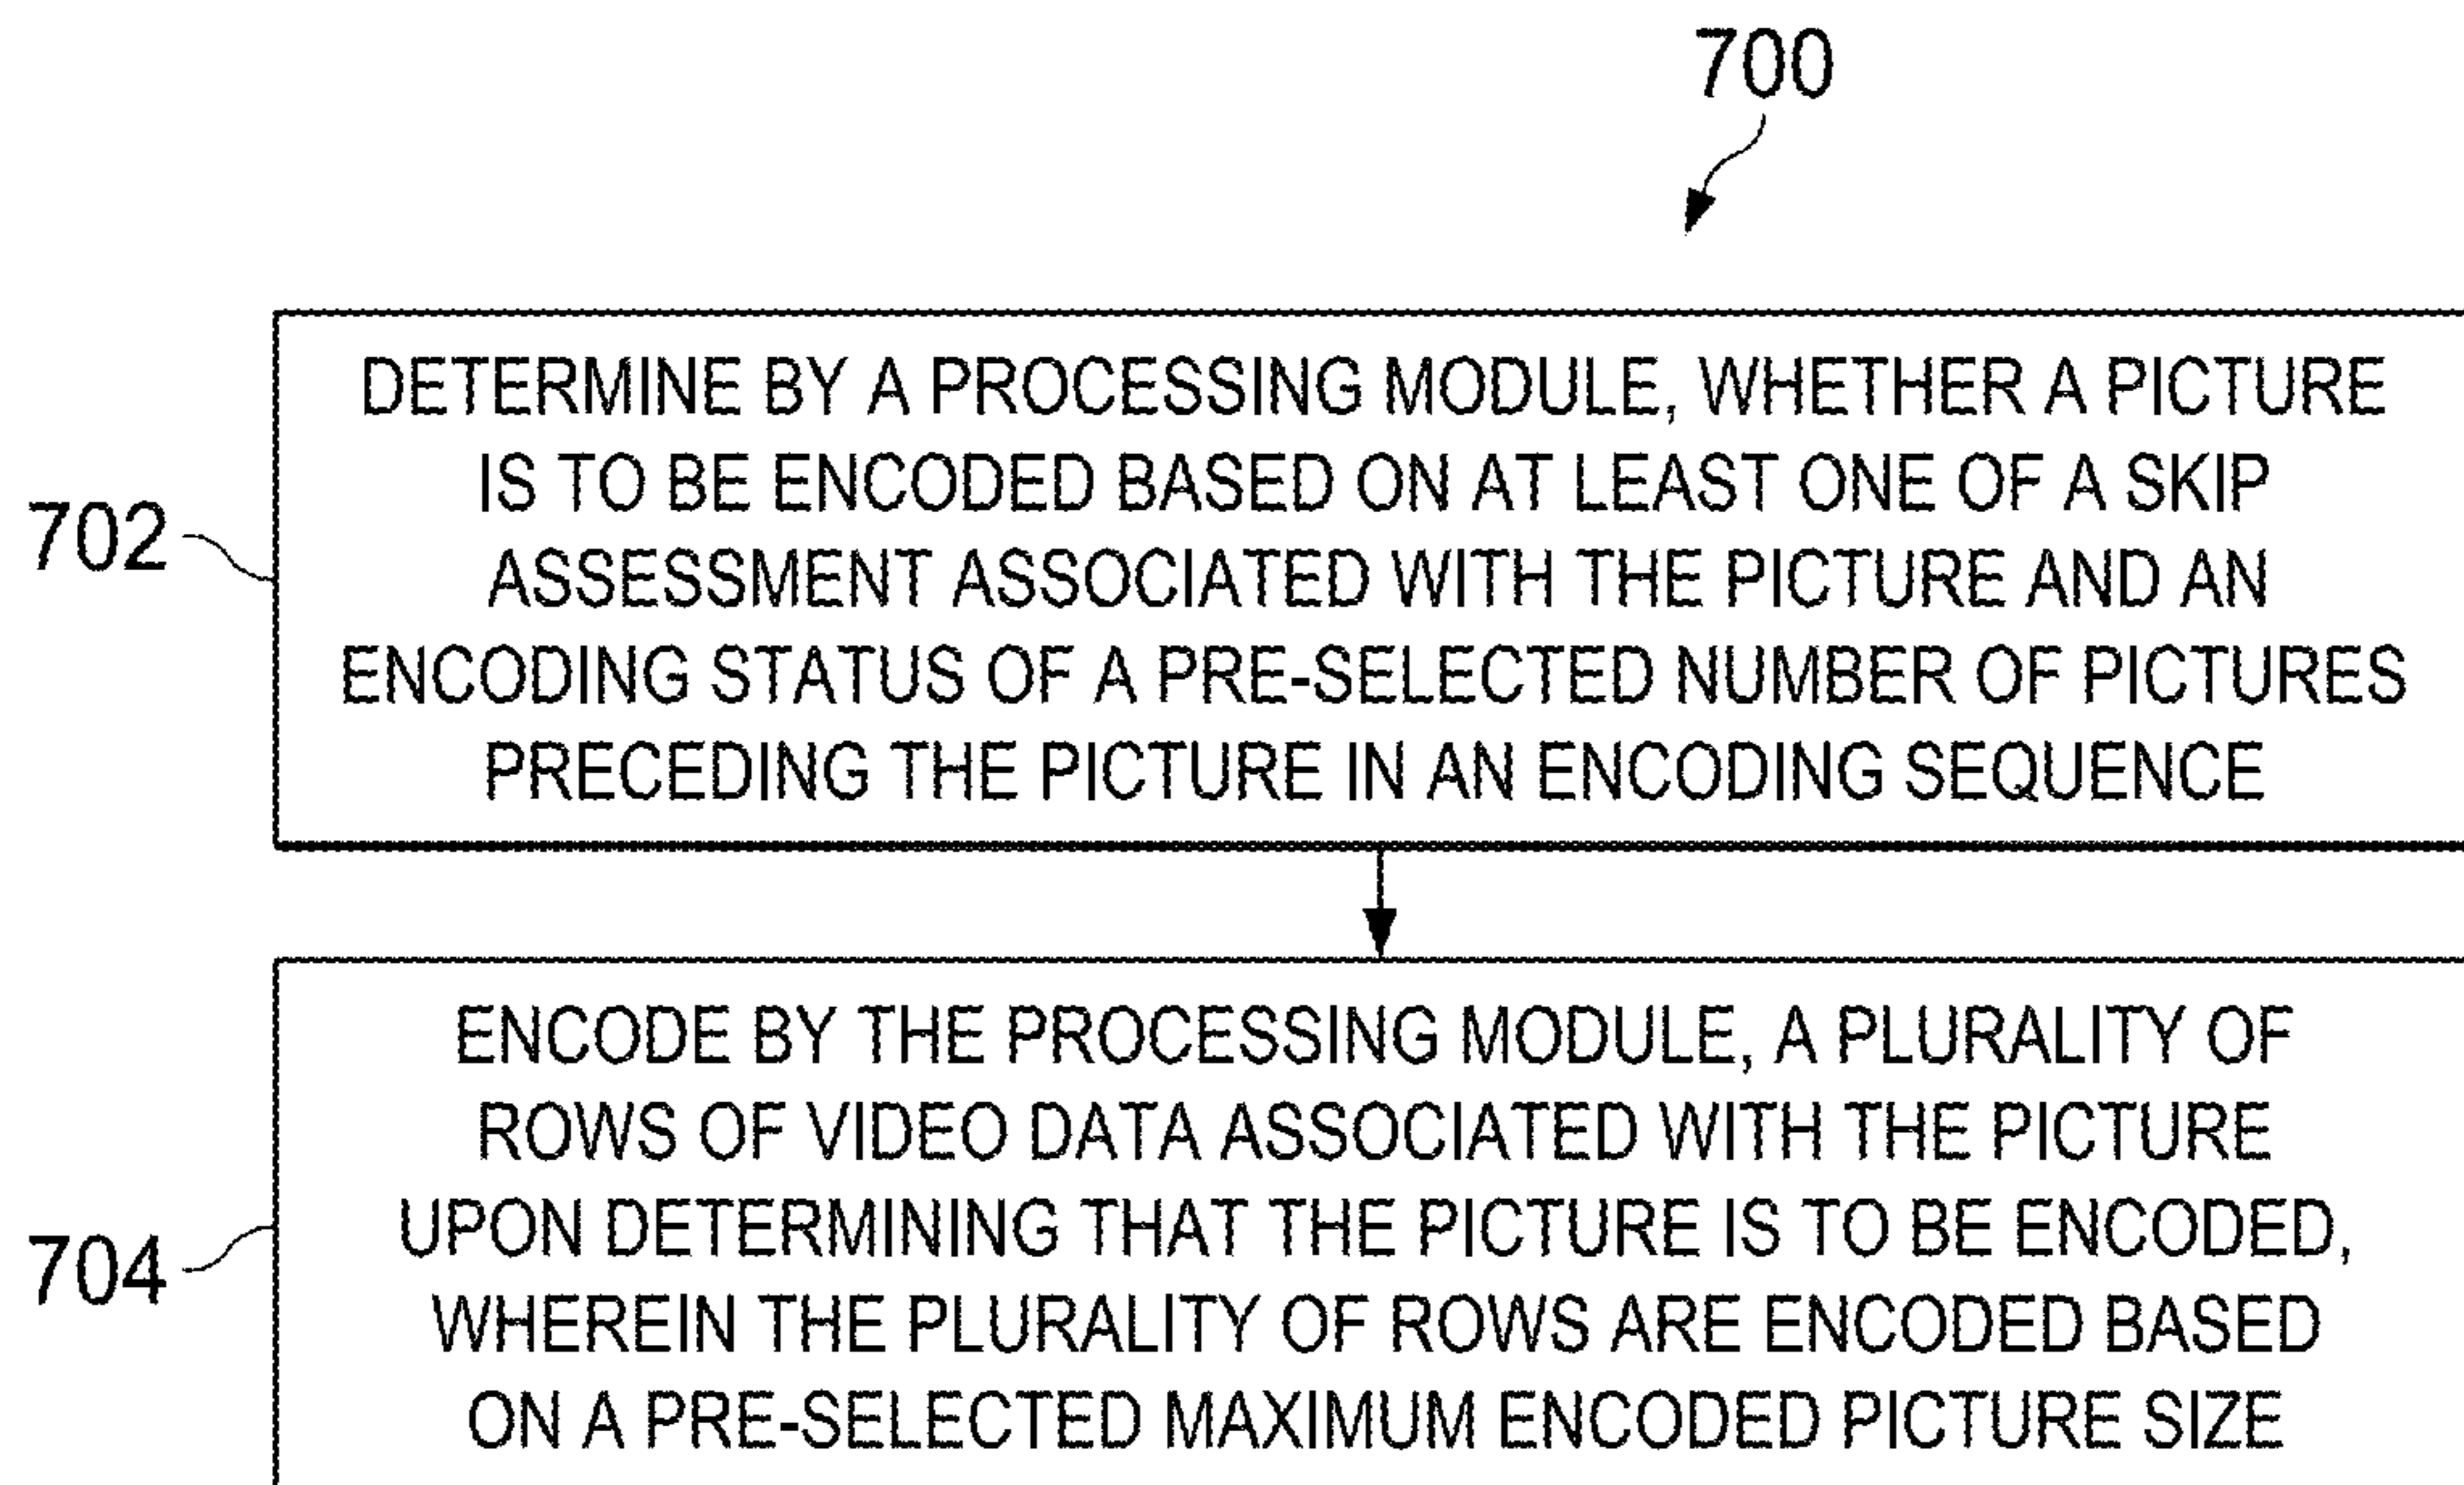 700
702
DETERMINE BY A PROCESSING MODULE, WHETHER A PICTURE
IS TO BE ENCODED BASED ON AT LEAST ONE OF A SKIP
ASSESSMENT ASSOCIATED WITH THE PICTURE AND AN
ENCODING STATUS OF A PRE-SELECTED NUMBER OF PICTURES
PRECEDING THE PICTURE IN AN ENCODING SEQUENCE
704
ENCODE BY THE PROCESSING MODULE, A PLURALITY OF
ROWS OF VIDEO DATA ASSOCIATED WITH THE PICTURE
UPON DETERMINING THAT THE PICTURE IS TO BE ENCODED,
WHEREIN THE PLURALITY OF ROWS ARE ENCODED BASED
ON A PRE-SELECTED MAXIMUM ENCODED PICTURE SIZE